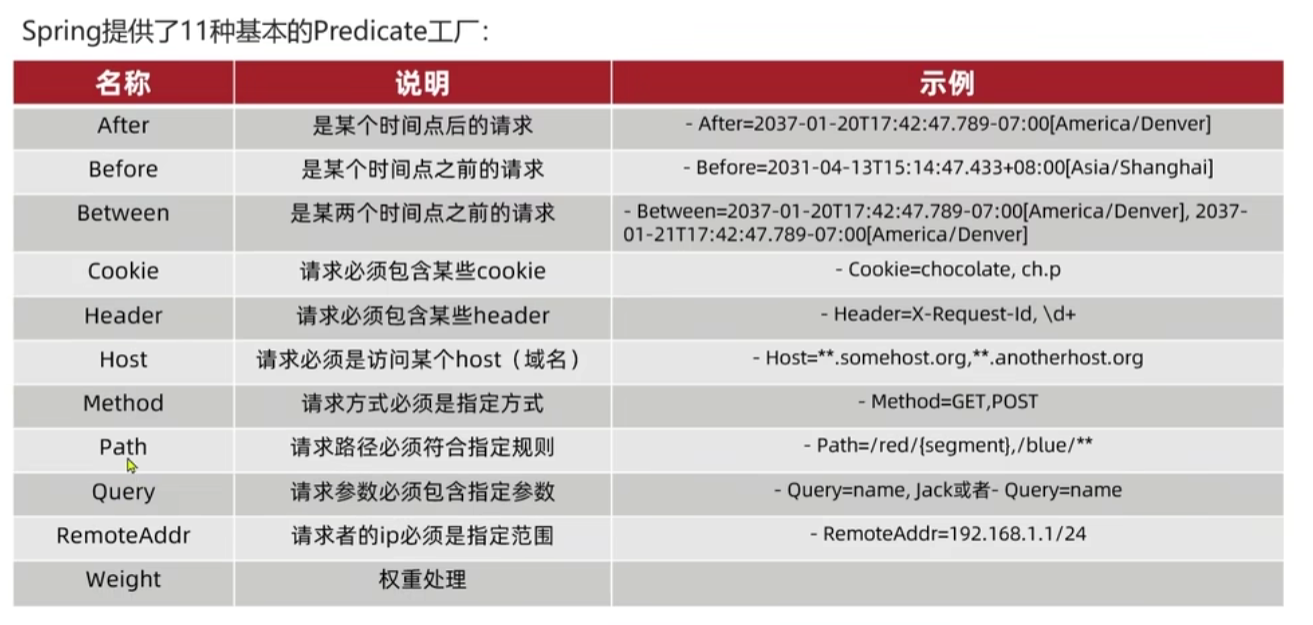 Spring提供了11种基本的Predicate工厂：
名称 说明 示例
After 是某个时间点后的请求 - After=2037-01-20T17:42:47.789-07:00[America/Denver]
Before 是某个时间点之前的请求 - Before=2031-04-13T15:14:47.433+08:00[Asia/Shanghai]
Between 是某两个时间点之前的请求 - Between=2037-01-20T17:42:47.789-07:00[America/Denver], 2037-
01-21T17:42:47.789-07:00[America/Denver]
Cookie 请求必须包含某些cookie - Cookie=chocolate, ch.p
Header 请求必须包含某些header - Header=X-Request-Id, \d+
Host 请求必须是访问某个host（域名） - Host=**.somehost.org,**.anotherhost.org
Method 请求方式必须是指定方式 - Method=GET,POST
Path 请求路径必须符合指定规则 - Path=/red/{segment},/blue/**
Query 请求参数必须包含指定参数 - Query=name, Jack或者- Query=name
RemoteAddr 请求者的ip必须是指定范围 - RemoteAddr=192.168.1.1/24
Weight 权重处理